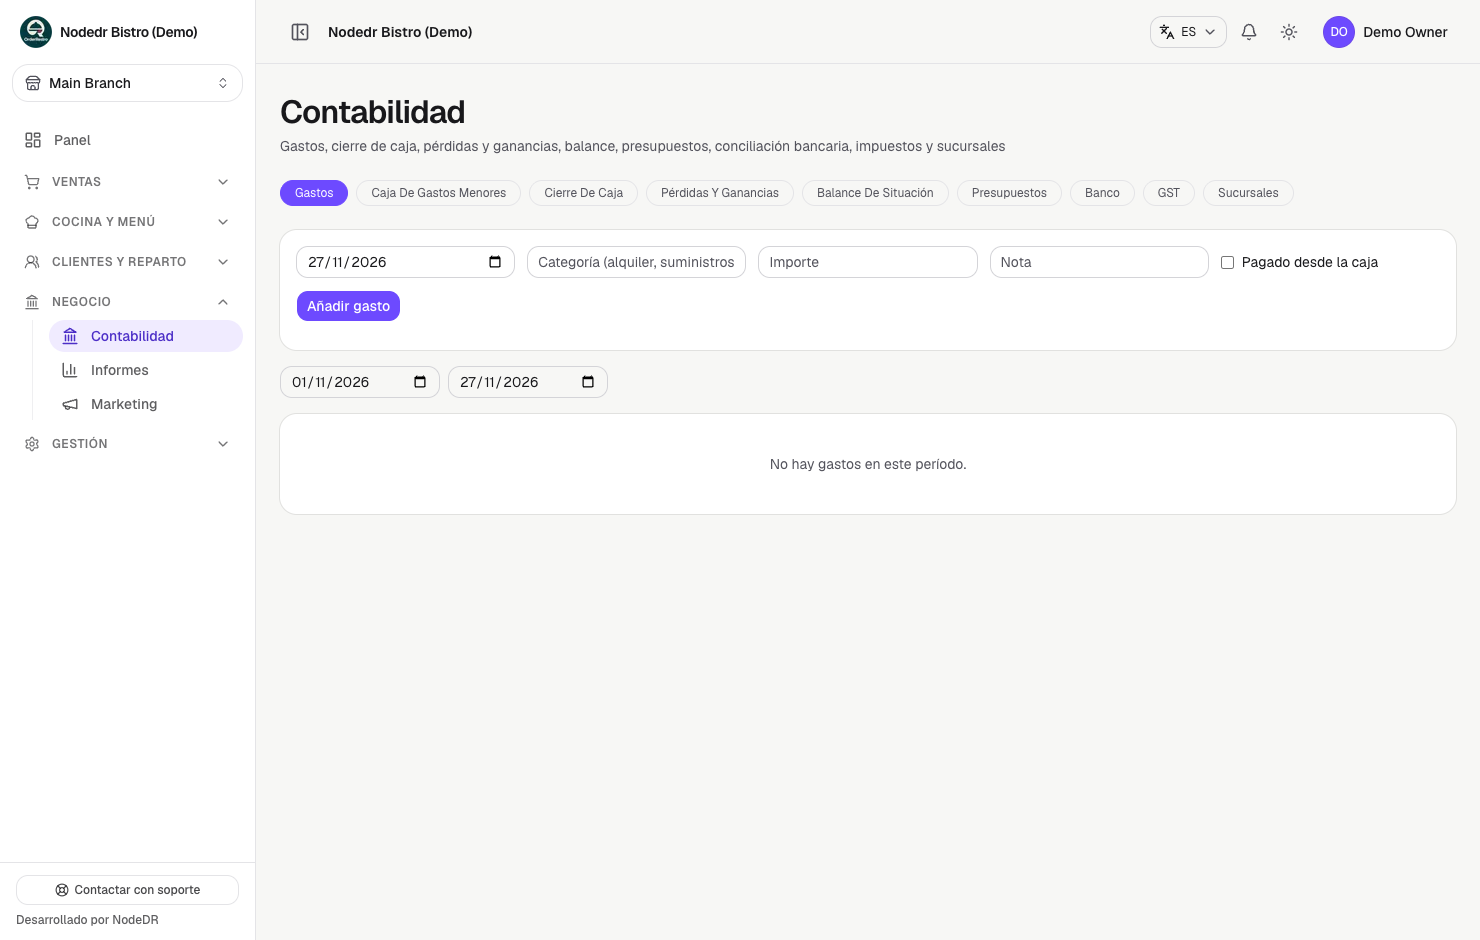 Nodedr Bistro (Demo)
Main Branch
Panel
VENTAS
COCINA Y MENÚ
CLIENTES Y REPARTO
NEGOCIO
Contabilidad
Informes
Marketing
GESTIÓN
Contactar con soporte
Desarrollado por NodeDR
Nodedr Bistro (Demo)
ES
DO
Demo Owner
Contabilidad
Gastos, cierre de caja, pérdidas y ganancias, balance, presupuestos, conciliación bancaria, impuestos y sucursales
Gastos
Caja De Gastos Menores
Cierre De Caja
Pérdidas Y Ganancias
Balance De Situación
Presupuestos
Banco
GST
Sucursales
27/11/2026
Categoría (alquiler, suministros
Importe
Nota
Pagado desde la caja
Añadir gasto
01/11/2026
27/11/2026
No hay gastos en este período.